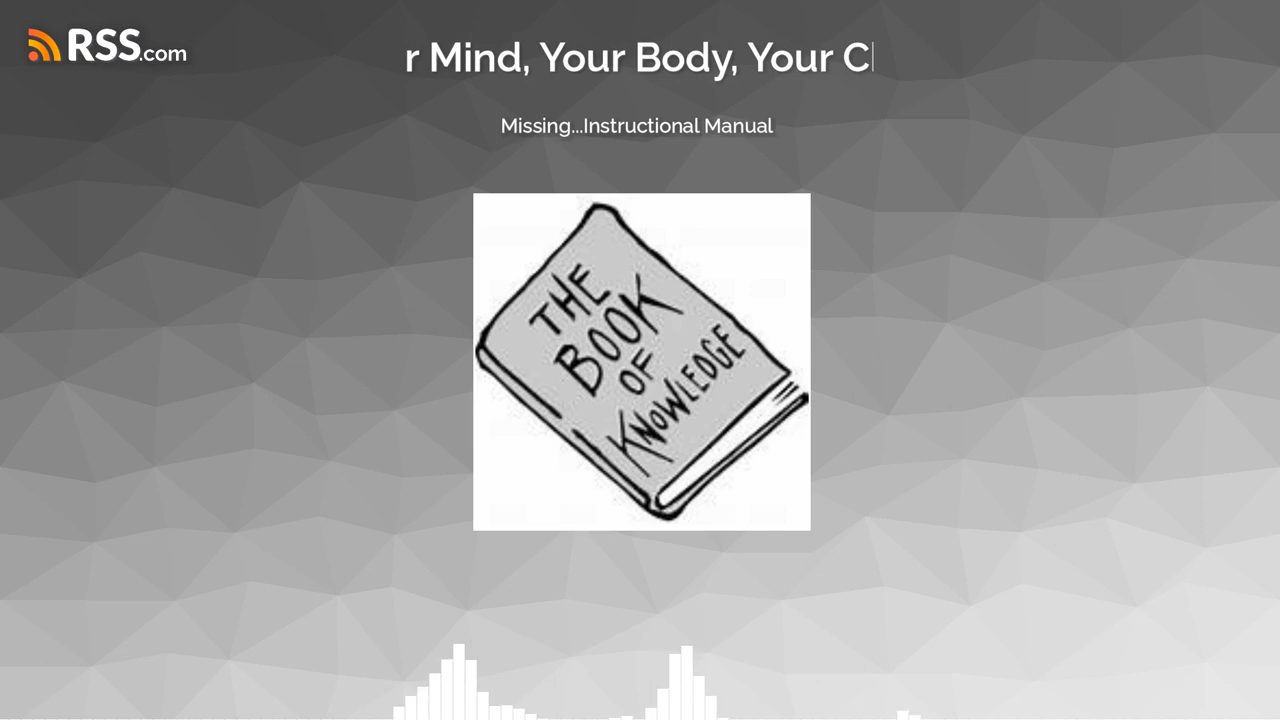 RSS.com
r Mind, Your Body, Your C
Missing...Instructional Manual
THE
BOOK
OF
KNOWLEDGE